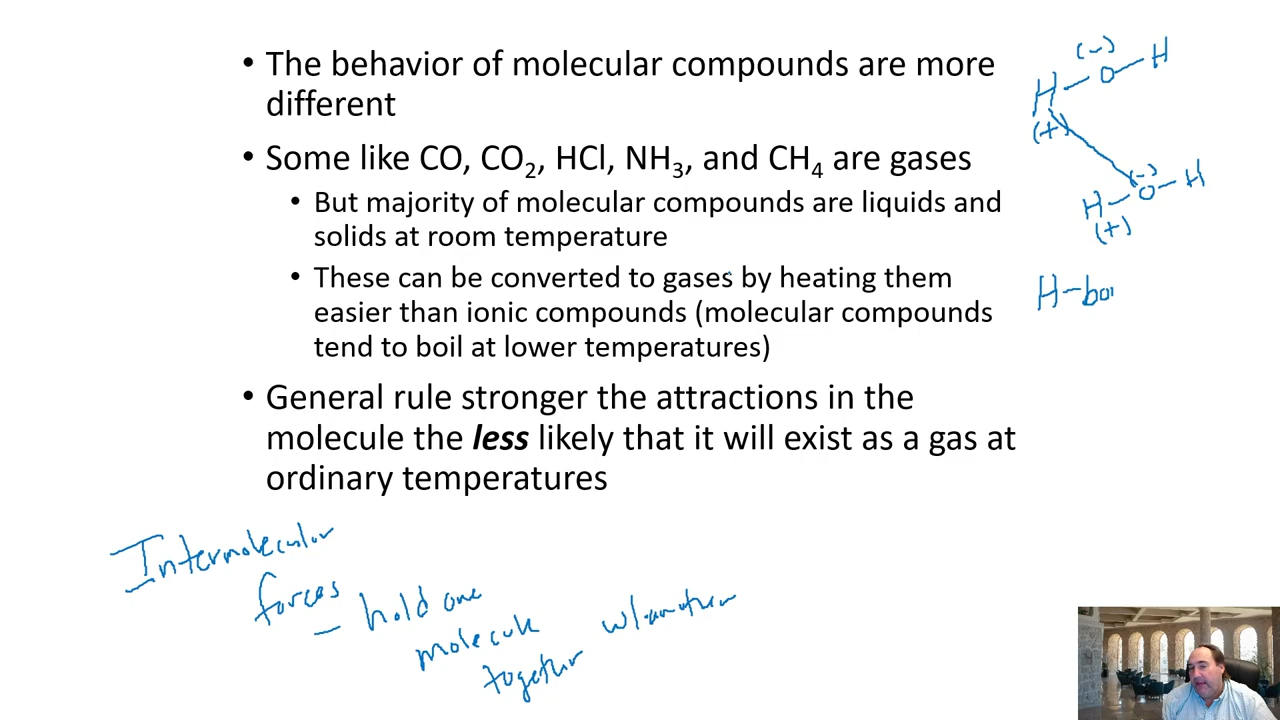 • The behavior of molecular compounds are more
different
• Some like CO, CO₂, HCl, NH₃, and CH₄ are gases
• But majority of molecular compounds are liquids and
solids at room temperature
• These can be converted to gases by heating them
easier than ionic compounds (molecular compounds
tend to boil at lower temperatures)
• General rule stronger the attractions in the
molecule the less likely that it will exist as a gas at
ordinary temperatures
(-)
H-O-H
(+)
(-)
H-O-H
(+)
H-bon
Intermolecular
forces
- hold one
molecule
together w/another